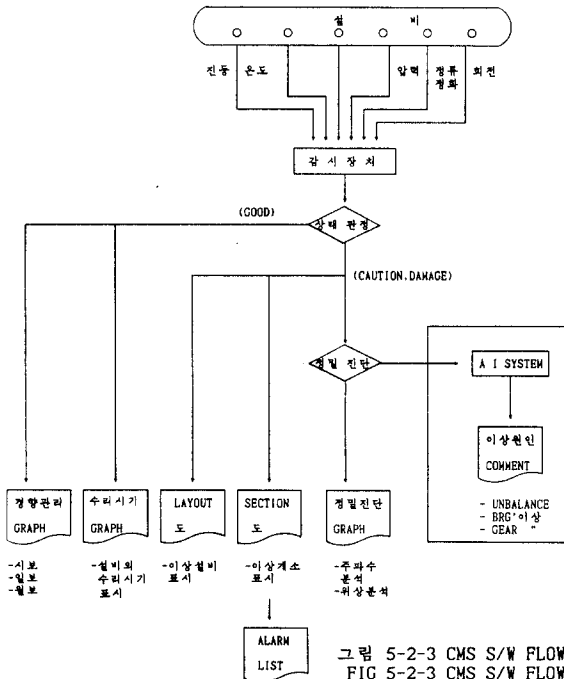 설 비
진동 온도 압력 정류 회전
전화
감 시 장 치
(GOOD)
상태 판정
(CAUTION,DAMAGE)
정밀 진단
A I SYSTEM
이상원인
COMMENT
- UNBALANCE
- BRG'이상
- GEAR "
경향관리
GRAPH
-시보
-일보
-월보
수리시기
GRAPH
-설비의
수리시기
표시
LAYOUT
도
-이상설비
표시
SECTION
도
-이상개소
표시
정밀진단
GRAPH
-주파수
분석
-위상분석
ALARM
LIST
그림 5-2-3 CMS S/W FLOW
FIG 5-2-3 CMS S/W FLOW